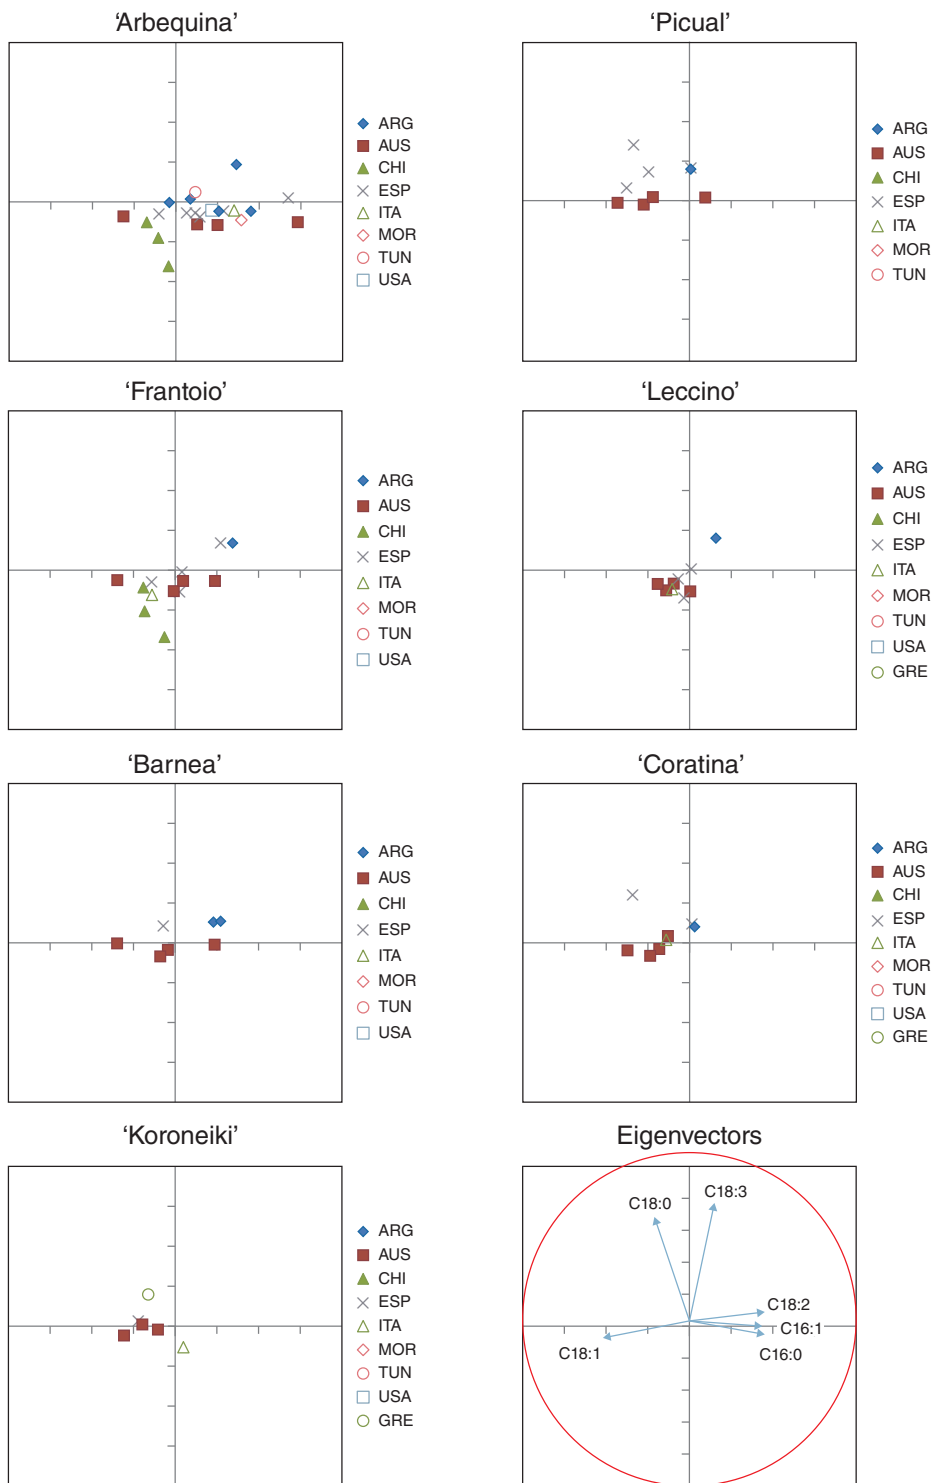 ‘Arbequina’
ARG
AUS
CHI
ESP
ITA
MOR
TUN
USA
‘Picual’
ARG
AUS
CHI
ESP
ITA
MOR
TUN
‘Frantoio’
ARG
AUS
CHI
ESP
ITA
MOR
TUN
USA
‘Leccino’
ARG
AUS
CHI
ESP
ITA
MOR
TUN
USA
GRE
‘Barnea’
ARG
AUS
CHI
ESP
ITA
MOR
TUN
USA
‘Coratina’
ARG
AUS
CHI
ESP
ITA
MOR
TUN
USA
GRE
‘Koroneiki’
ARG
AUS
CHI
ESP
ITA
MOR
TUN
USA
GRE
Eigenvectors
C18:0
C18:3
C18:2
C16:1
C16:0
C18:1